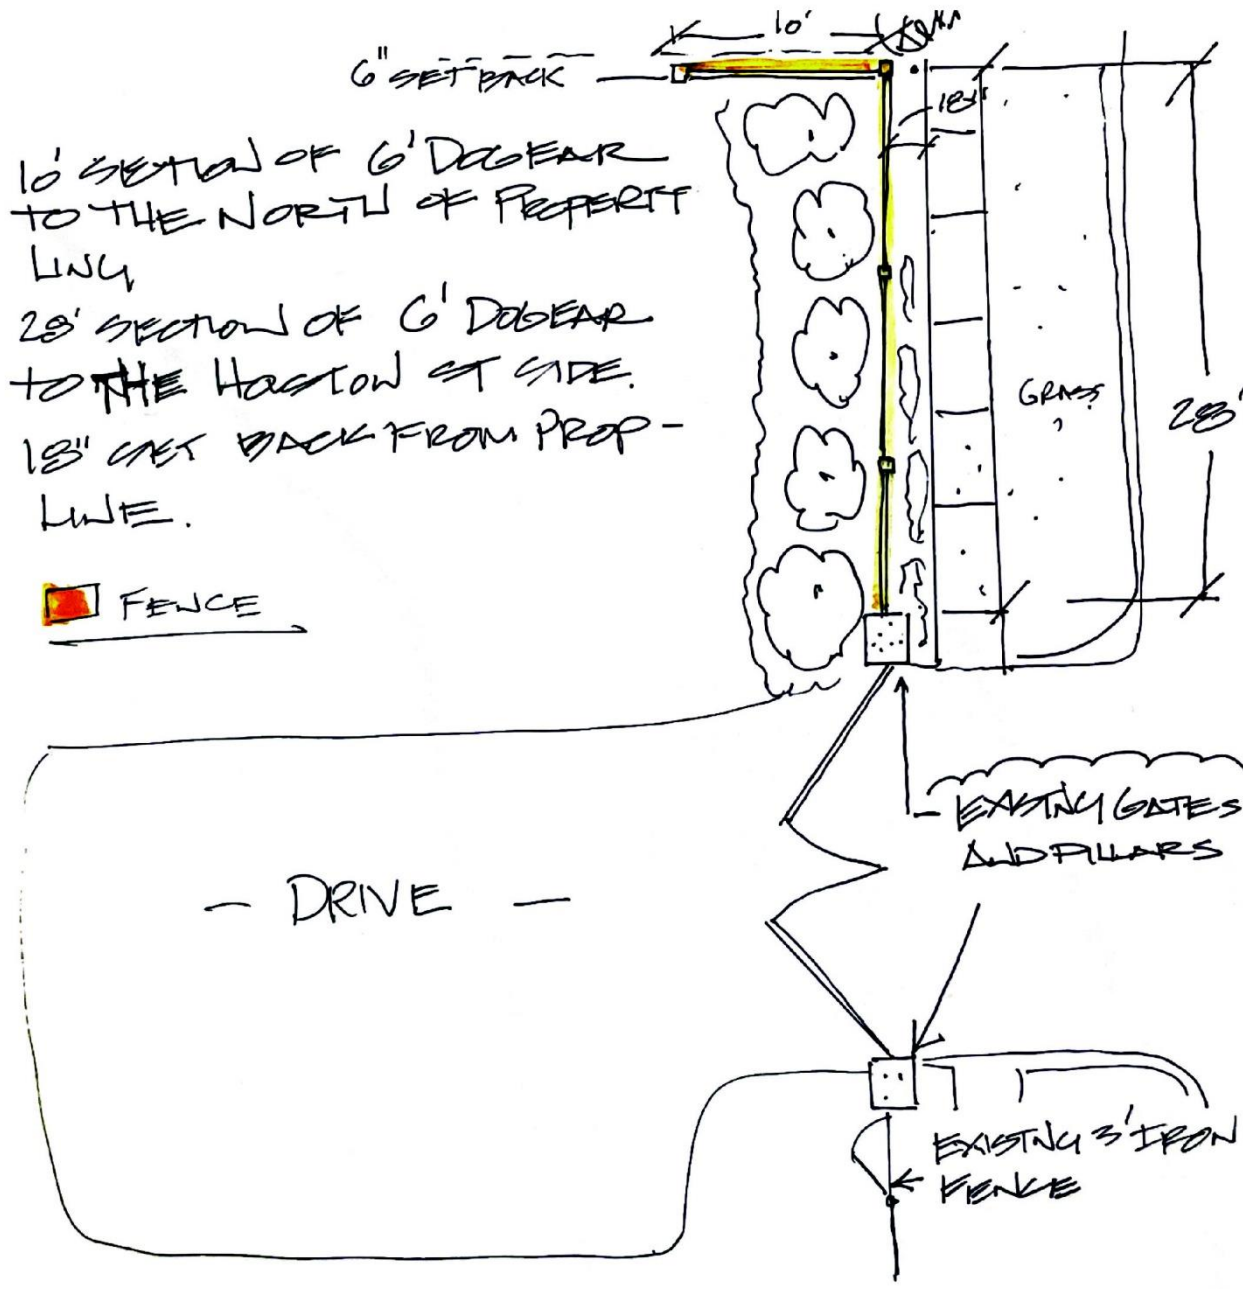 10'
6" SET BACK
18"
10' SECTION OF 6' DOGEAR
TO THE NORTH OF PROPERTY
LINE
28' SECTION OF 6' DOGEAR
TO THE HOSTON ST SIDE.
18" SET BACK FROM PROP-
LINE.
GRASS
28'
FENCE
EXISTING GATES
AND PILLARS
- DRIVE -
EXISTING 3' IRON
FENCE